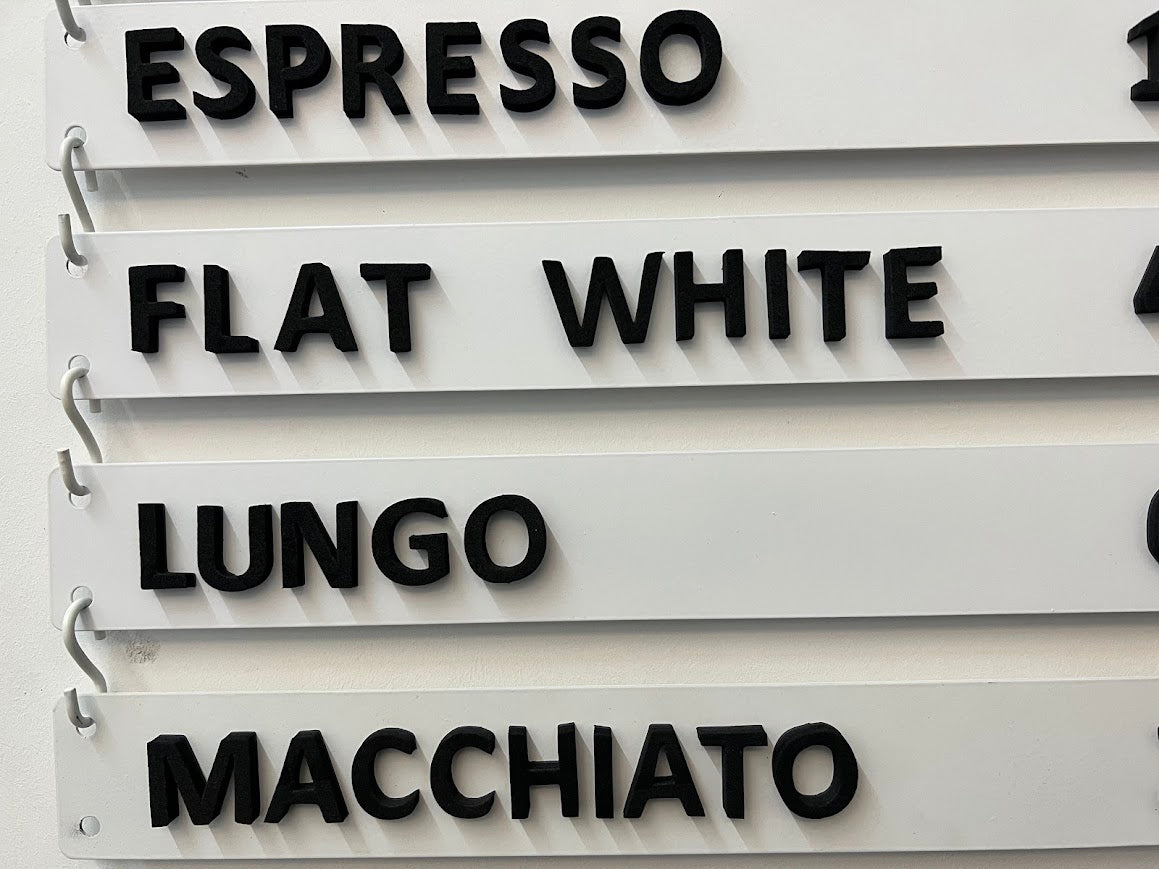 ESPRESSO
FLAT WHITE
LUNGO
MACCHIATO